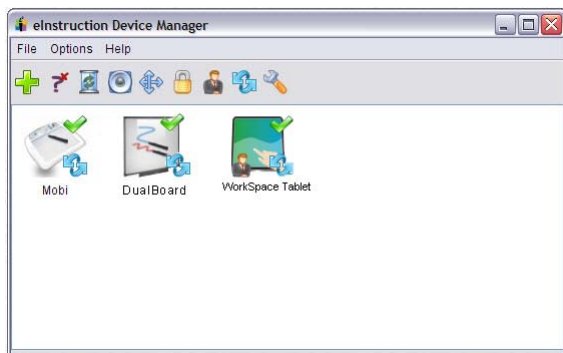 eInstruction Device Manager
File Options Help
Mobi DualBoard WorkSpace Tablet